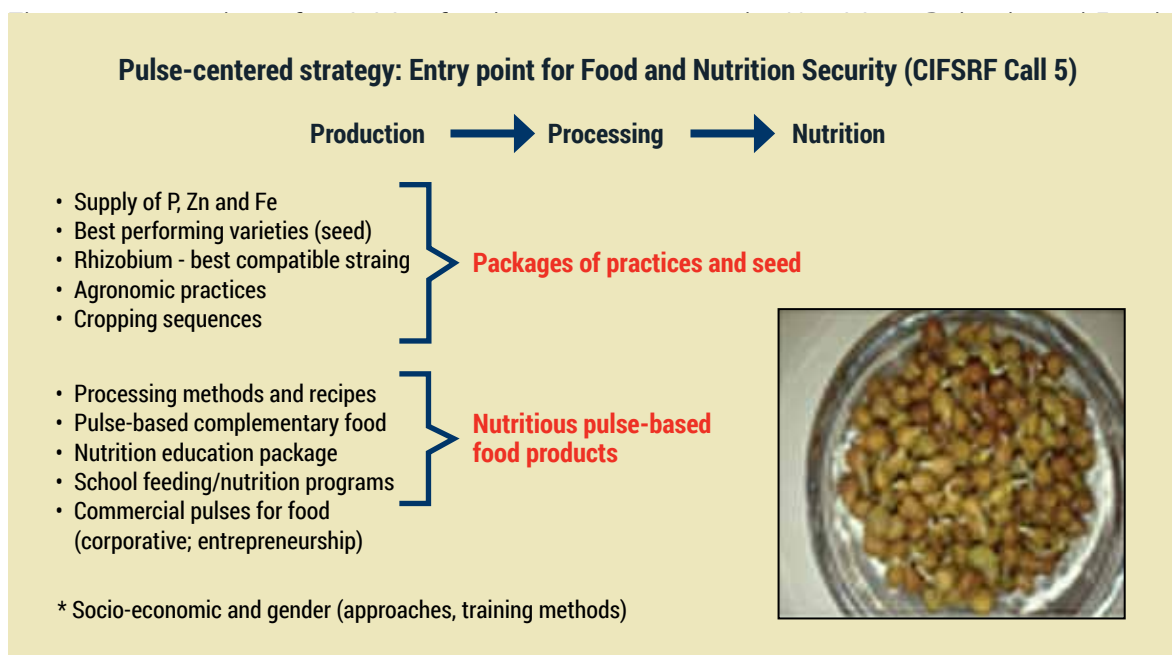 Pulse-centered strategy: Entry point for Food and Nutrition Security (CIFSRF Call 5)
Production Processing Nutrition
• Supply of P, Zn and Fe
• Best performing varieties (seed)
• Rhizobium - best compatible straing
• Agronomic practices
• Cropping sequences
Packages of practices and seed
• Processing methods and recipes
• Pulse-based complementary food
• Nutrition education package
• School feeding/nutrition programs
• Commercial pulses for food
(corporative; entrepreneurship)
Nutritious pulse-based
food products
* Socio-economic and gender (approaches, training methods)